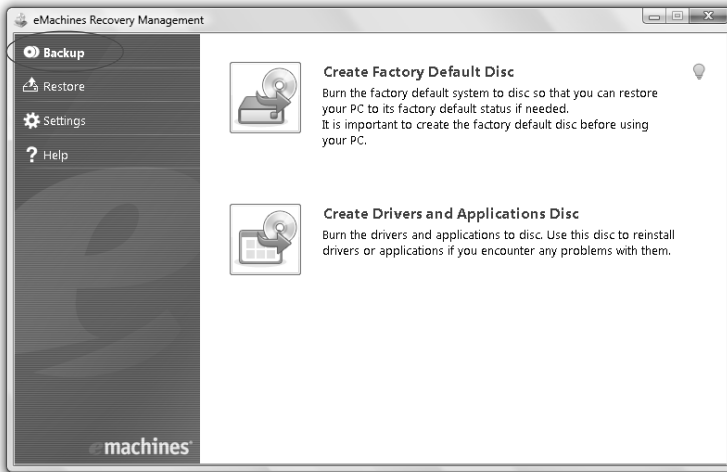 eMachines Recovery Management
Backup
Restore
Settings
? Help
Create Factory Default Disc
Burn the factory default system to disc so that you can restore
your PC to its factory default status if needed.
It is important to create the factory default disc before using
your PC.
Create Drivers and Applications Disc
Burn the drivers and applications to disc. Use this disc to reinstall
drivers or applications if you encounter any problems with them.
emachines